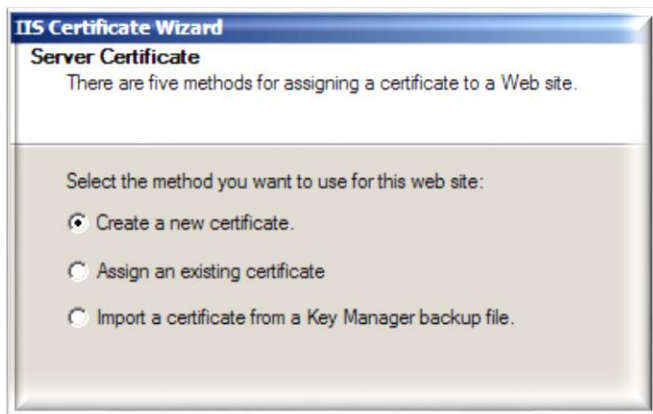 IIS Certificate Wizard
Server Certificate
There are five methods for assigning a certificate to a Web site.
Select the method you want to use for this web site:
Create a new certificate.
Assign an existing certificate
Import a certificate from a Key Manager backup file.